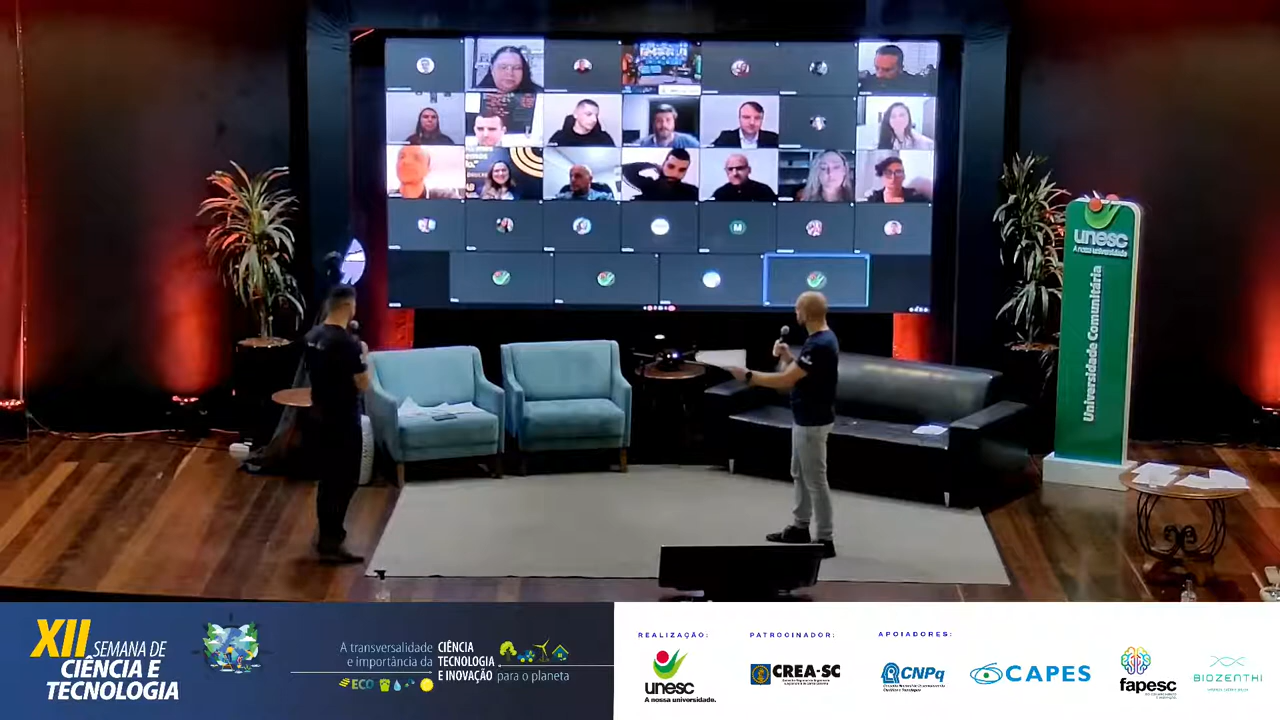 M
unesc
A nossa universidade
Universidade Comunitária
XII SEMANA DE
CIÊNCIA E
TECNOLOGIA
A transversalidade CIÊNCIA
e importância da TECNOLOGIA
E INOVAÇÃO para o planeta
ECO
REALIZAÇÃO:
unesc
A nossa universidade.
PATROCINADOR:
CREA-SC
APOIADORES:
CNPq
CAPES
fapesc
BIOZENTHI